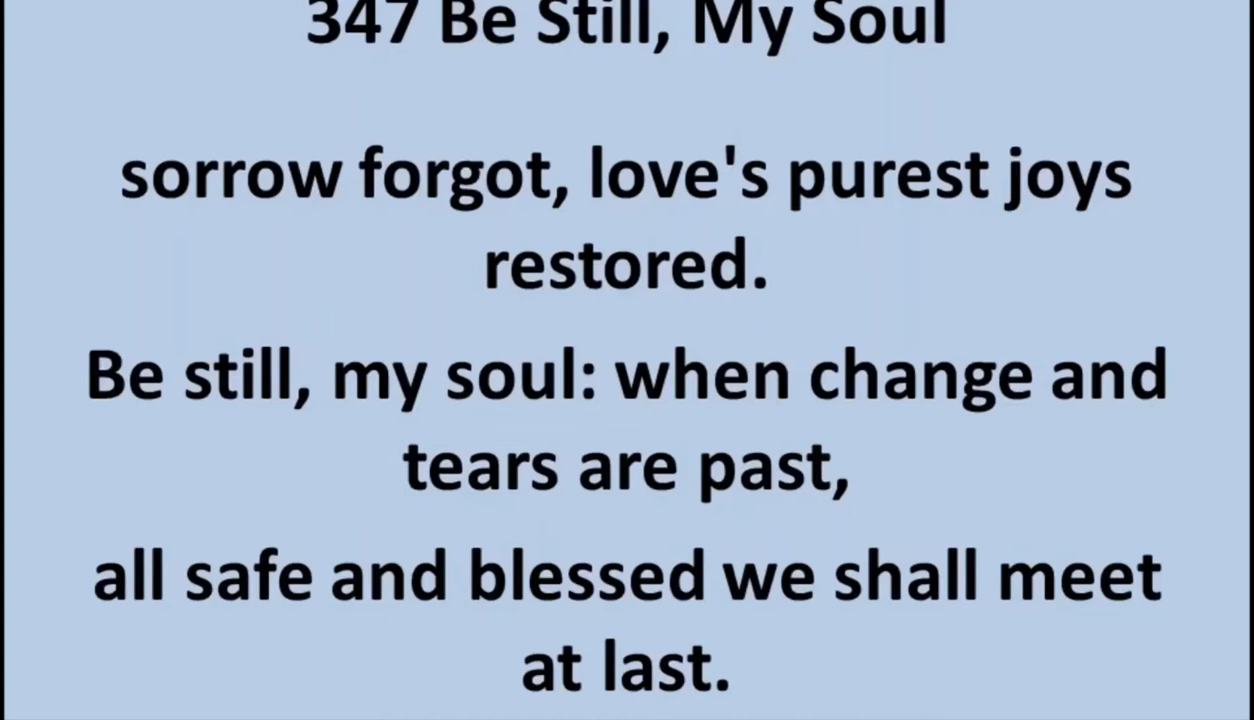 347 Be Still, My Soul
sorrow forgot, love's purest joys
restored.
Be still, my soul: when change and
tears are past,
all safe and blessed we shall meet
at last.